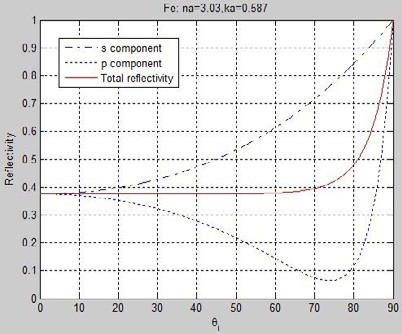 Fe: na=3.03,ka=0.587
s component
p component
Total reflectivity
Reflectivity
1
0.9
0.8
0.7
0.6
0.5
0.4
0.3
0.2
0.1
0
0 10 20 30 40 50 60 70 80 90
θi